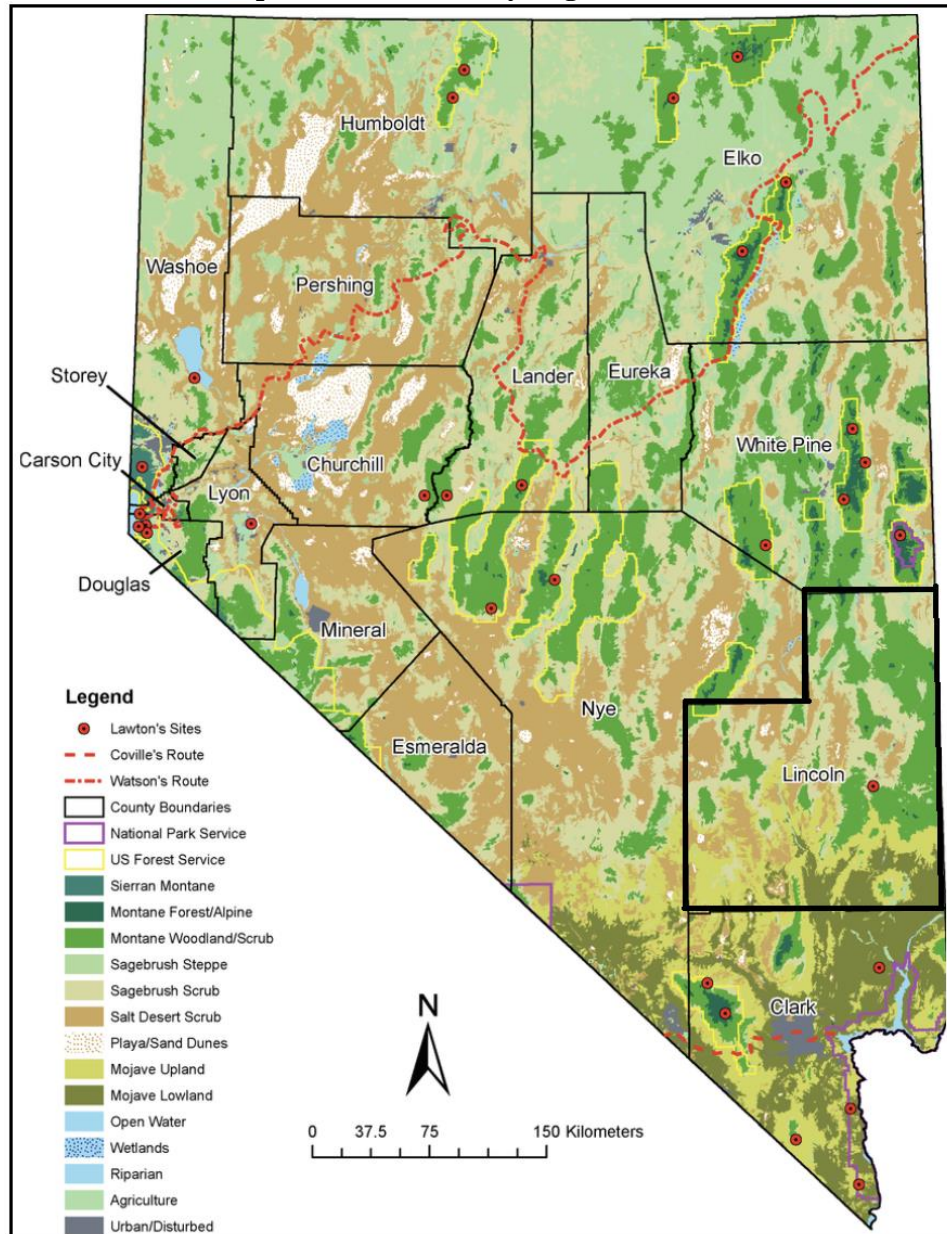 Humboldt
Elko
Washoe
Pershing
Storey
Lander
Eureka
White Pine
Carson City
Churchill
Lyon
Douglas
Mineral
Nye
Esmeralda
Lincoln
Clark
Legend
Lawton's Sites
Coville's Route
Watson's Route
County Boundaries
National Park Service
US Forest Service
Sierran Montane
Montane Forest/Alpine
Montane Woodland/Scrub
Sagebrush Steppe
Sagebrush Scrub
Salt Desert Scrub
Playa/Sand Dunes
Mojave Upland
Mojave Lowland
Open Water
Wetlands
Riparian
Agriculture
Urban/Disturbed
N
0 37.5 75 150 Kilometers